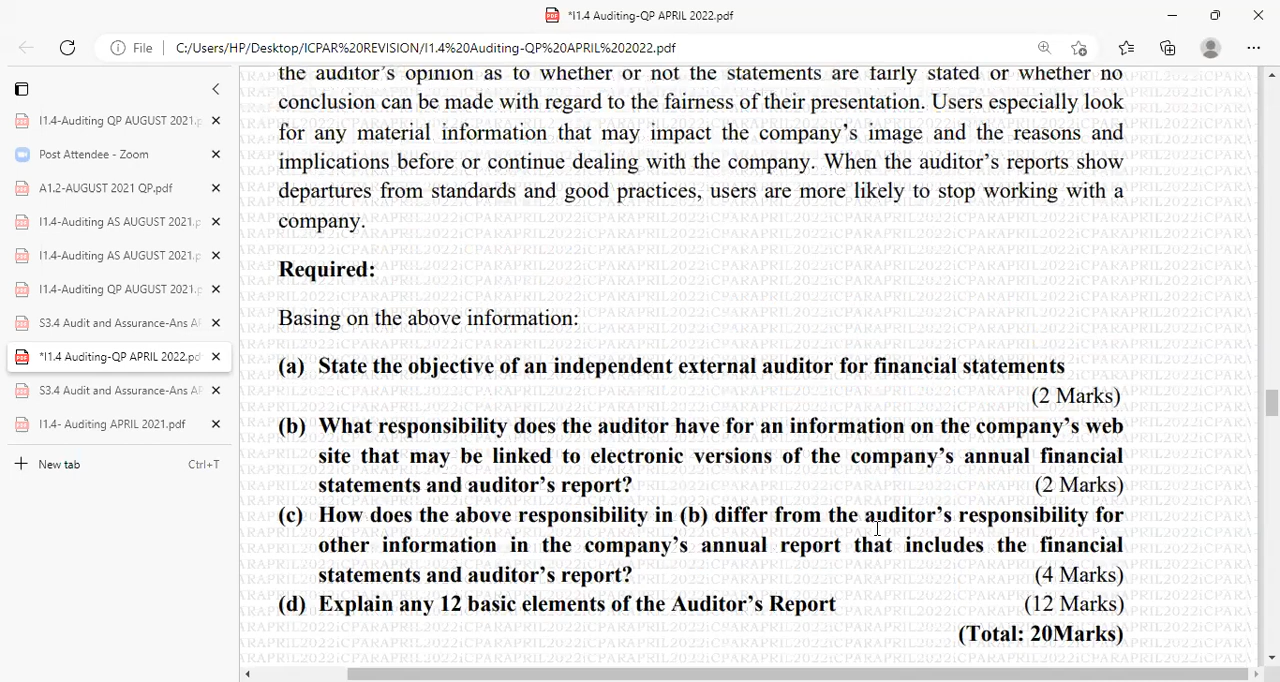 *I1.4 Auditing-QP APRIL 2022.pdf
File
C:/Users/HP/Desktop/ICPAR%20REVISION/I1.4%20Auditing-QP%20APRIL%202022.pdf
I1.4-Auditing QP AUGUST 2021.p
Post Attendee - Zoom
A1.2-AUGUST 2021 QP.pdf
I1.4-Auditing AS AUGUST 2021.p
I1.4-Auditing AS AUGUST 2021.p
I1.4-Auditing QP AUGUST 2021.p
S3.4 Audit and Assurance-Ans AP
*I1.4 Auditing-QP APRIL 2022.pd
S3.4 Audit and Assurance-Ans AP
I1.4- Auditing APRIL 2021.pdf
New tab Ctrl+T
the auditor's opinion as to whether or not the statements are fairly stated or whether no
conclusion can be made with regard to the fairness of their presentation. Users especially look
for any material information that may impact the company's image and the reasons and
implications before or continue dealing with the company. When the auditor's reports show
departures from standards and good practices, users are more likely to stop working with a
company.
Required:
Basing on the above information:
(a) State the objective of an independent external auditor for financial statements
(2 Marks)
(b) What responsibility does the auditor have for an information on the company's web
site that may be linked to electronic versions of the company's annual financial
statements and auditor's report? (2 Marks)
(c) How does the above responsibility in (b) differ from the auditor's responsibility for
other information in the company's annual report that includes the financial
statements and auditor's report? (4 Marks)
(d) Explain any 12 basic elements of the Auditor's Report (12 Marks)
(Total: 20Marks)